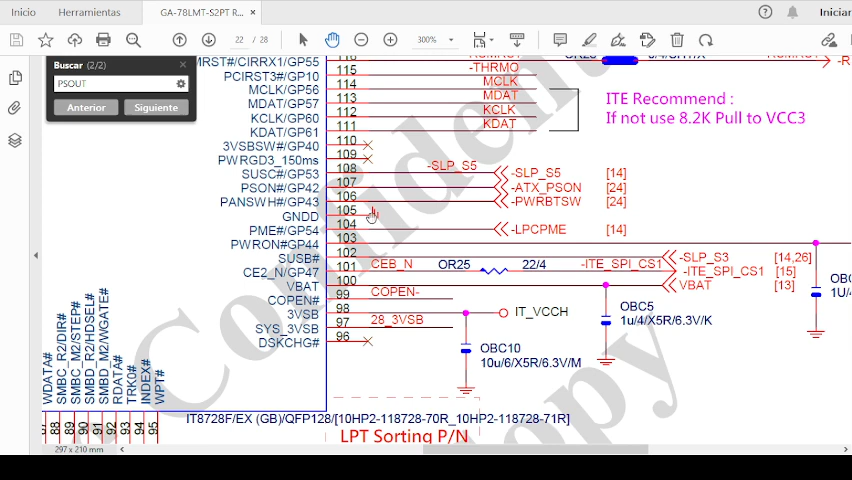 Inicio Herramientas GA-78LMT-S2PT R... × Iniciar
22 / 28 300%
Buscar (2/2) ×
PSOUT
Anterior Siguiente
MRST#/CIRRX1/GP55
PCIRST3#/GP10 115 -THRMO
MCLK/GP56 114 MCLK
MDAT/GP57 113 MDAT
KCLK/GP60 112 KCLK
KDAT/GP61 111 KDAT
3VSBSW#/GP40 110
PWRGD3_150ms 109
SUSC#/GP53 108 -SLP_S5 -SLP_S5 [14]
PSON#/GP42 107 -ATX_PSON [24]
PANSWH#/GP43 106 -PWRBTSW [24]
GNDD 105
PME#/GP54 104 -LPCPME [14]
PWRON#/GP44 103
SUSB# 102 -SLP_S3 [14,26]
CE2_N/GP47 101 CEB_N OR25 22/4 -ITE_SPI_CS1 -ITE_SPI_CS1 [15]
VBAT 100 VBAT [13]
COPEN# 99 COPEN-
3VSB 98 IT_VCCH
SYS_3VSB 97 28_3VSB
DSKCHG# 96
ITE Recommend :
If not use 8.2K Pull to VCC3
OBC5
1u/4/X5R/6.3V/K
OBC10
10u/6/X5R/6.3V/M
OBC
1U/
WDATA#
SMBC_R2/DIR#
SMBC_M2/STEP#
SMBD_R2/HDSEL#
SMBD_M2/WGATE#
RDATA#
TRK0#
INDEX#
WPT#
88
89
90
91
92
93
94
95
IT8728F/EX (GB)/QFP128/[10HP2-118728-70R_10HP2-118728-71R]
LPT Sorting P/N
Confidential
Copy
297 x 210 mm